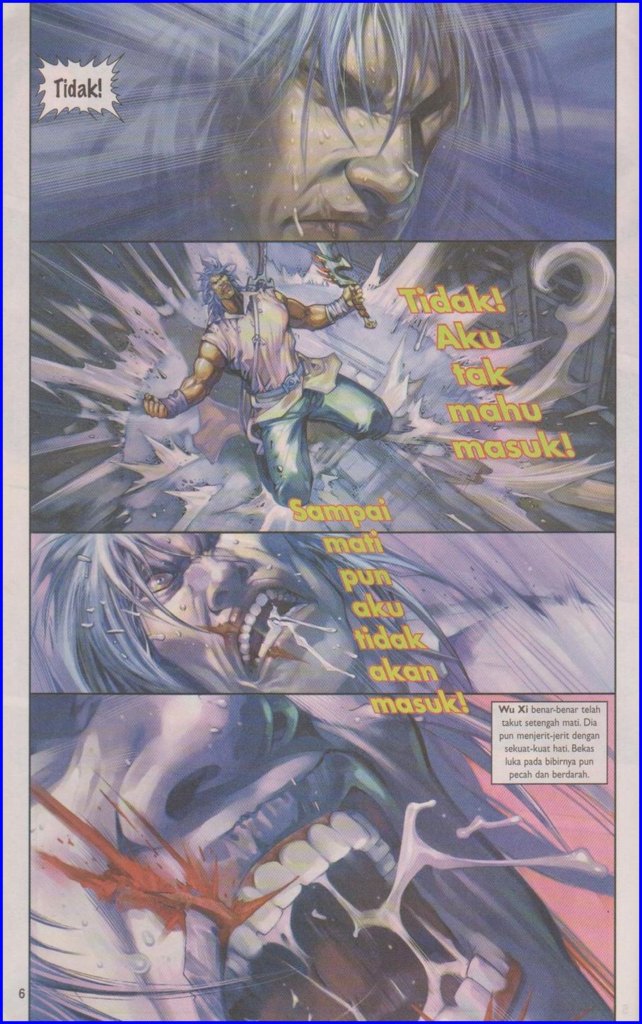 Tidak!
Tidak!
Aku
tak
mahu
masuk!
Sampai
mati
pun
aku
tidak
akan
masuk!
Wu Xi benar-benar telah
takut setengah mati. Dia
pun menjerit-jerit dengan
sekuat-kuat hati. Bekas
luka pada bibirnya pun
pecah dan berdarah.
6